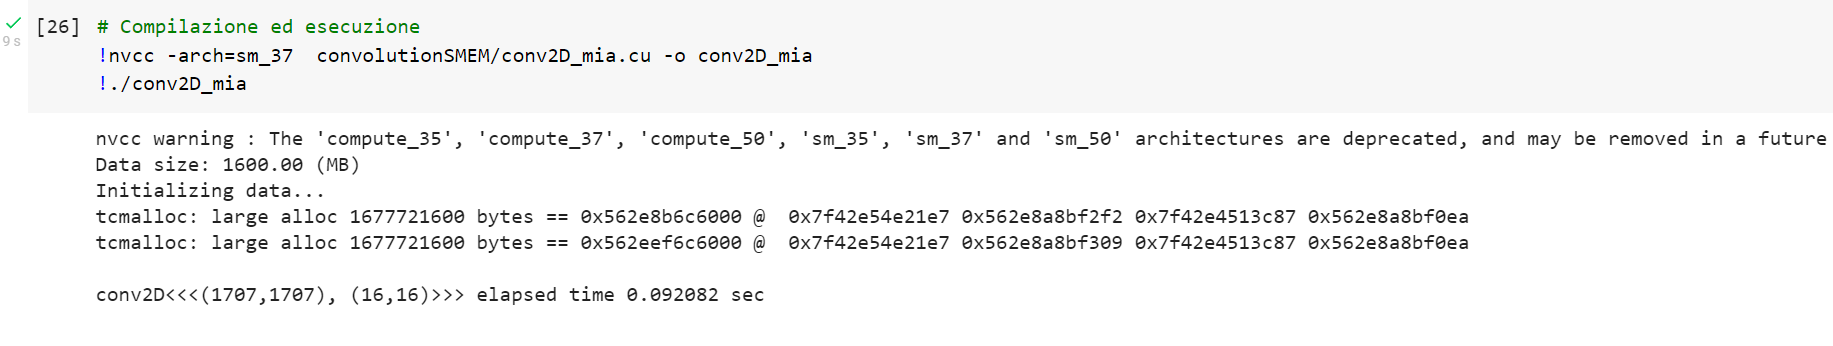 [26] # Compilazione ed esecuzione
9 s
!nvcc -arch=sm_37  convolutionSMEM/conv2D_mia.cu -o conv2D_mia
!./conv2D_mia
nvcc warning : The 'compute_35', 'compute_37', 'compute_50', 'sm_35', 'sm_37' and 'sm_50' architectures are deprecated, and may be removed in a future
Data size: 1600.00 (MB)
Initializing data...
tcmalloc: large alloc 1677721600 bytes == 0x562e8b6c6000 @  0x7f42e54e21e7 0x562e8a8bf2f2 0x7f42e4513c87 0x562e8a8bf0ea
tcmalloc: large alloc 1677721600 bytes == 0x562eef6c6000 @  0x7f42e54e21e7 0x562e8a8bf309 0x7f42e4513c87 0x562e8a8bf0ea
conv2D<<<(1707,1707), (16,16)>>> elapsed time 0.092082 sec